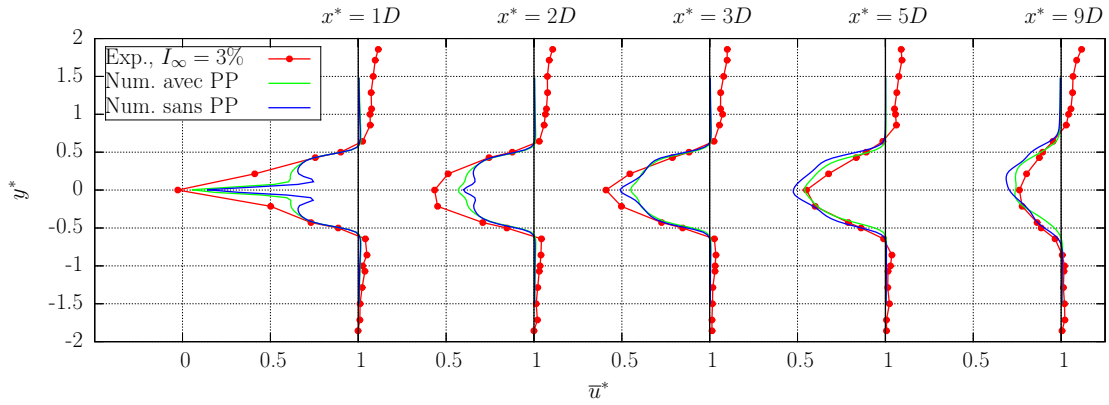 x* = 1D x* = 2D x* = 3D x* = 5D x* = 9D
Exp., I∞ = 3%
Num. avec PP
Num. sans PP
2
1.5
1
0.5
0
-0.5
-1
-1.5
-2
y*
0 0.5 1 0.5 1 0.5 1 0.5 1 0.5 1
u̅*